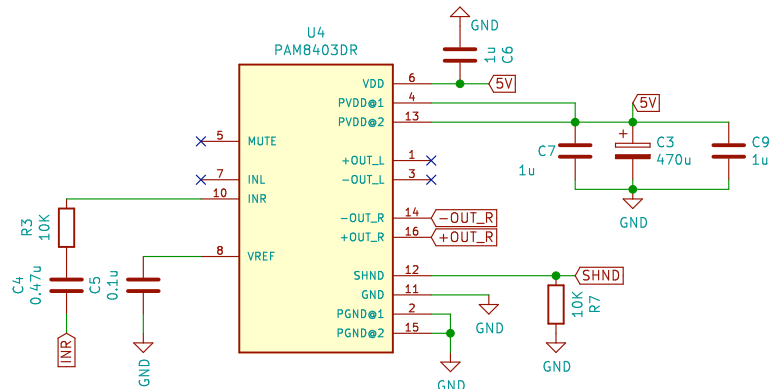 U4
PAM8403DR
GND
1u
C6
VDD
6
5V
PVDD@1
4
PVDD@2
13
5V
5
MUTE
+OUT_L
1
-OUT_L
3
7
INL
10
INR
-OUT_R
14
-OUT_R
+OUT_R
16
+OUT_R
8
VREF
SHND
12
SHND
GND
11
GND
PGND@1
2
PGND@2
15
GND
C7
1u
+
C3
470u
C9
1u
GND
R3
10K
C4
0.47u
INR
C5
0.1u
GND
10K
R7
GND